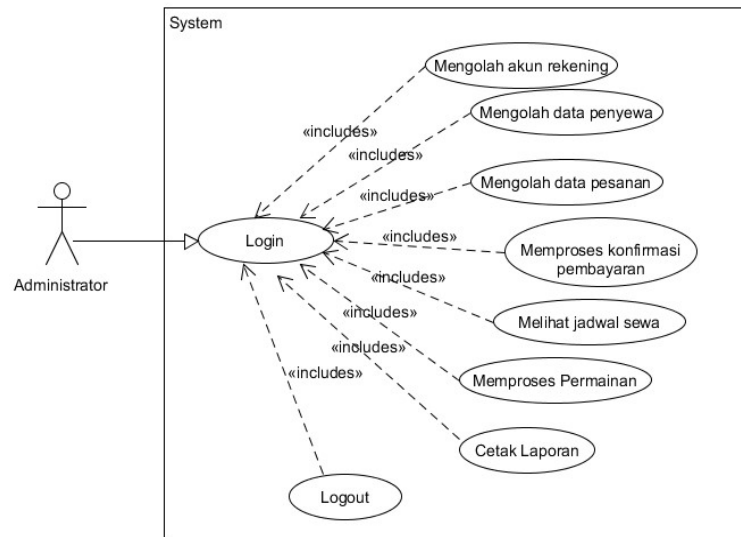 System
Mengolah akun rekening
«includes»
Mengolah data penyewa
«includes»
Mengolah data pesanan
«includes»
Login
«includes»
Memproses konfirmasi
pembayaran
Administrator
«includes»
Melihat jadwal sewa
«includes»
«includes»
Memproses Permainan
Cetak Laporan
«includes»
Logout